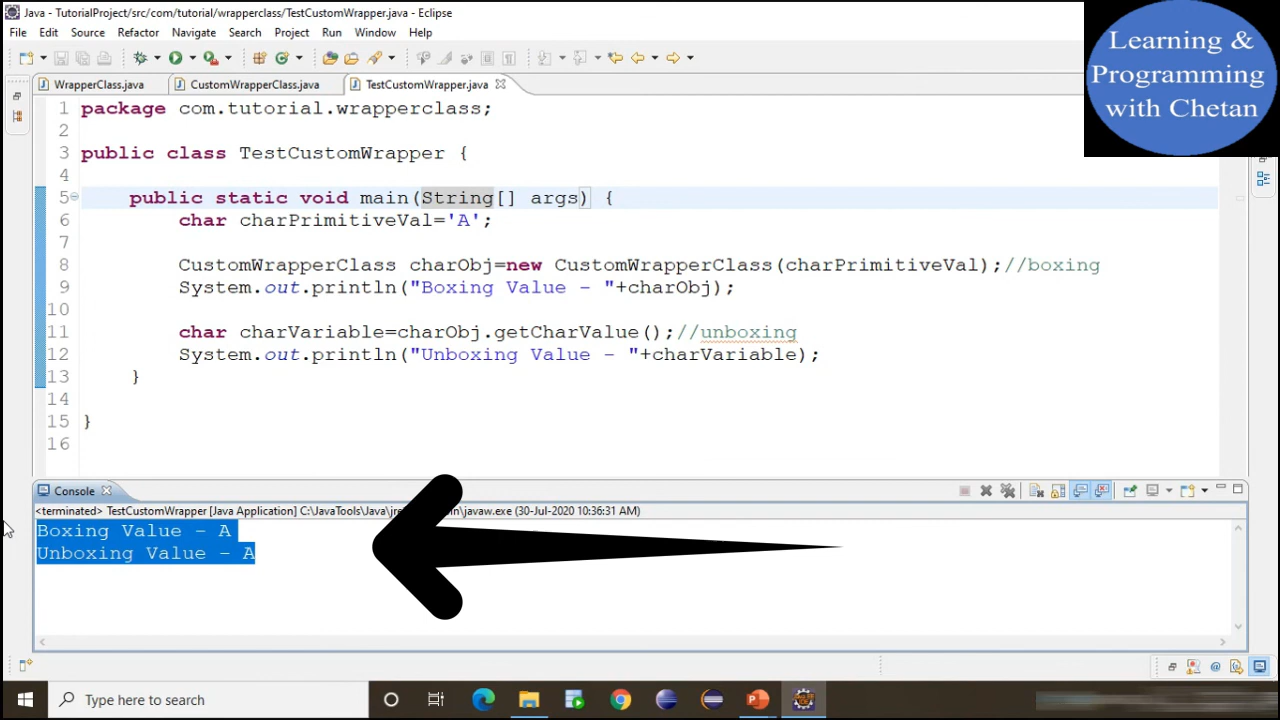 Java - TutorialProject/src/com/tutorial/wrapperclass/TestCustomWrapper.java - Eclipse
File Edit Source Refactor Navigate Search Project Run Window Help
Learning &
Programming
with Chetan
WrapperClass.java CustomWrapperClass.java TestCustomWrapper.java
1 package com.tutorial.wrapperclass;
2
3 public class TestCustomWrapper {
4
5 public static void main(String[] args) {
6 char charPrimitiveVal='A';
7
8 CustomWrapperClass charObj=new CustomWrapperClass(charPrimitiveVal);//boxing
9 System.out.println("Boxing Value - "+charObj);
10
11 char charVariable=charObj.getCharValue();//unboxing
12 System.out.println("Unboxing Value - "+charVariable);
13 }
14
15 }
16
Console
<terminated> TestCustomWrapper [Java Application] C:\JavaTools\Java\jre in\javaw.exe (30-Jul-2020 10:36:31 AM)
Boxing Value - A
Unboxing Value - A
Type here to search